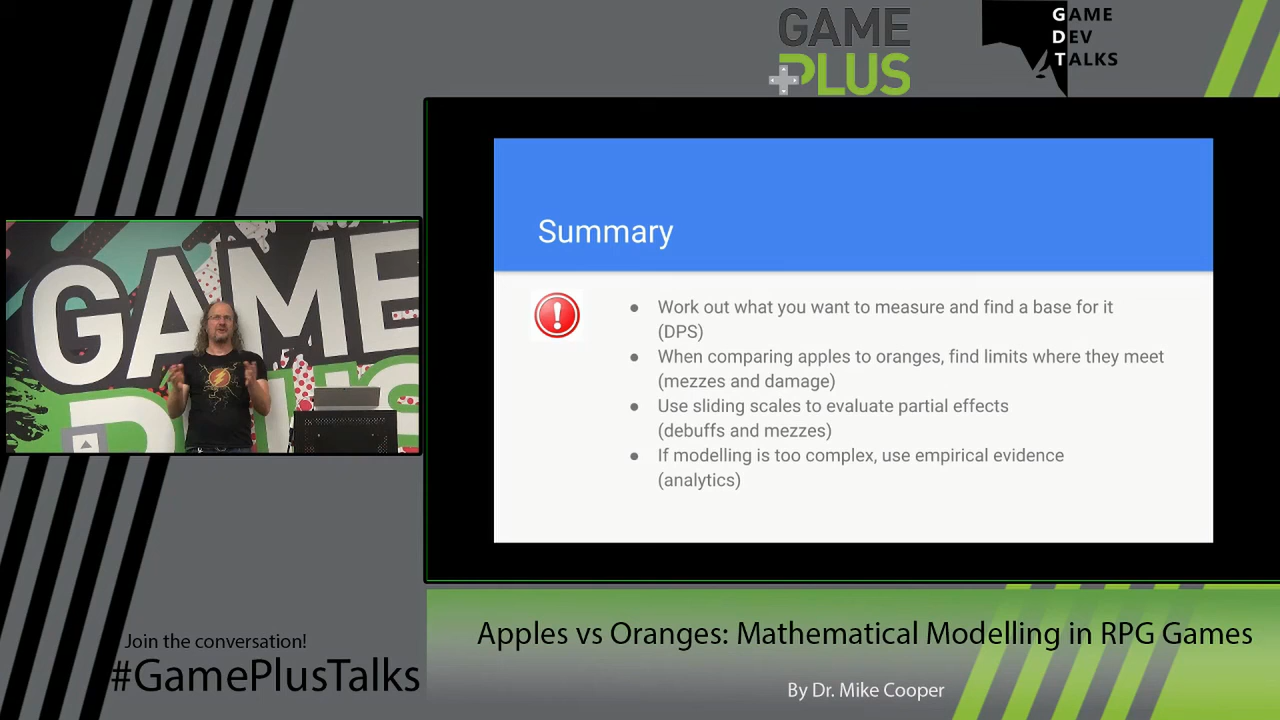 GAME
PLUS
GAME
DEV
TALKS
GAME
PLUS
Summary
● Work out what you want to measure and find a base for it
(DPS)
● When comparing apples to oranges, find limits where they meet
(mezzes and damage)
● Use sliding scales to evaluate partial effects
(debuffs and mezzes)
● If modelling is too complex, use empirical evidence
(analytics)
Join the conversation!
#GamePlusTalks
Apples vs Oranges: Mathematical Modelling in RPG Games
By Dr. Mike Cooper